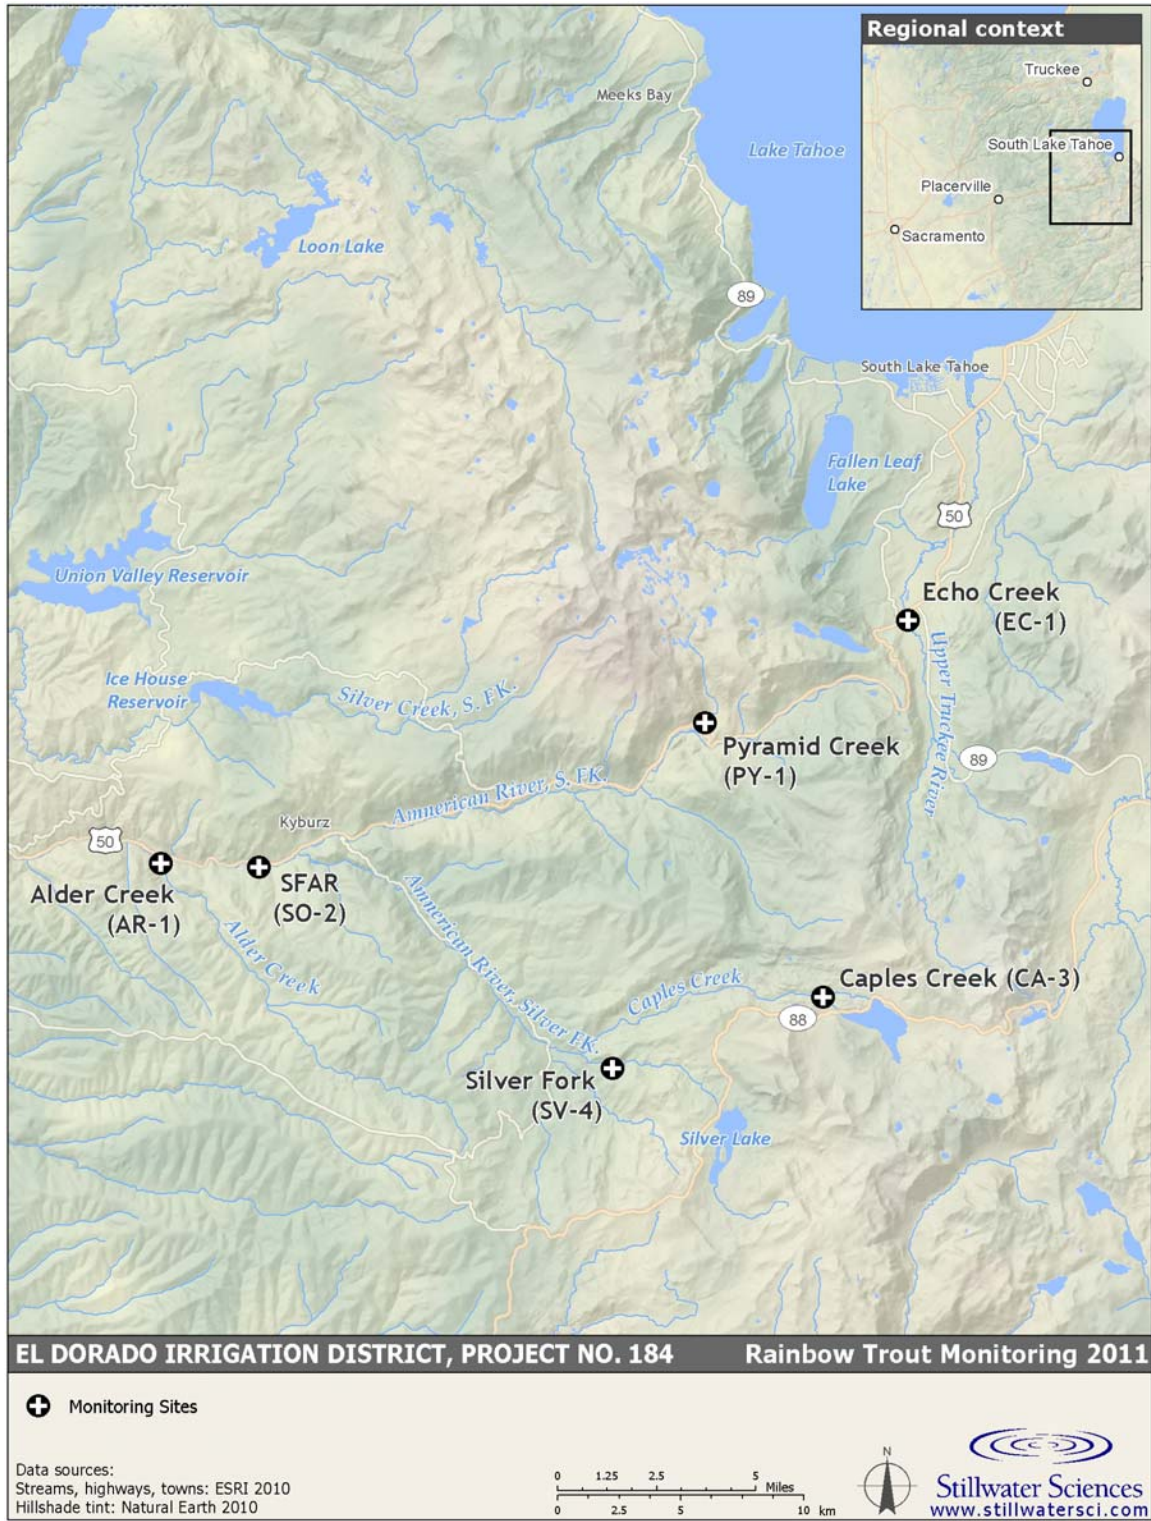 Regional context
Truckee
South Lake Tahoe
Placerville
Sacramento
Meeks Bay
Lake Tahoe
Loon Lake
89
South Lake Tahoe
Fallen Leaf
Lake
50
Union Valley Reservoir
Echo Creek
(EC-1)
Upper Truckee River
Ice House
Reservoir
Silver Creek, S. FK.
Pyramid Creek
(PY-1)
89
Amnerican River, S. FK.
Kyburz
50
Alder Creek
(AR-1)
SFAR
(SO-2)
Alder Creek
Amnerican River, Silver FK.
Caples Creek
Caples Creek (CA-3)
88
Silver Fork
(SV-4)
Silver Lake
EL DORADO IRRIGATION DISTRICT, PROJECT NO. 184 Rainbow Trout Monitoring 2011
Monitoring Sites
Data sources:
Streams, highways, towns: ESRI 2010
Hillshade tint: Natural Earth 2010
0 1.25 2.5 5 Miles
0 2.5 5 10 km
N
Stillwater Sciences
www.stillwatersci.com